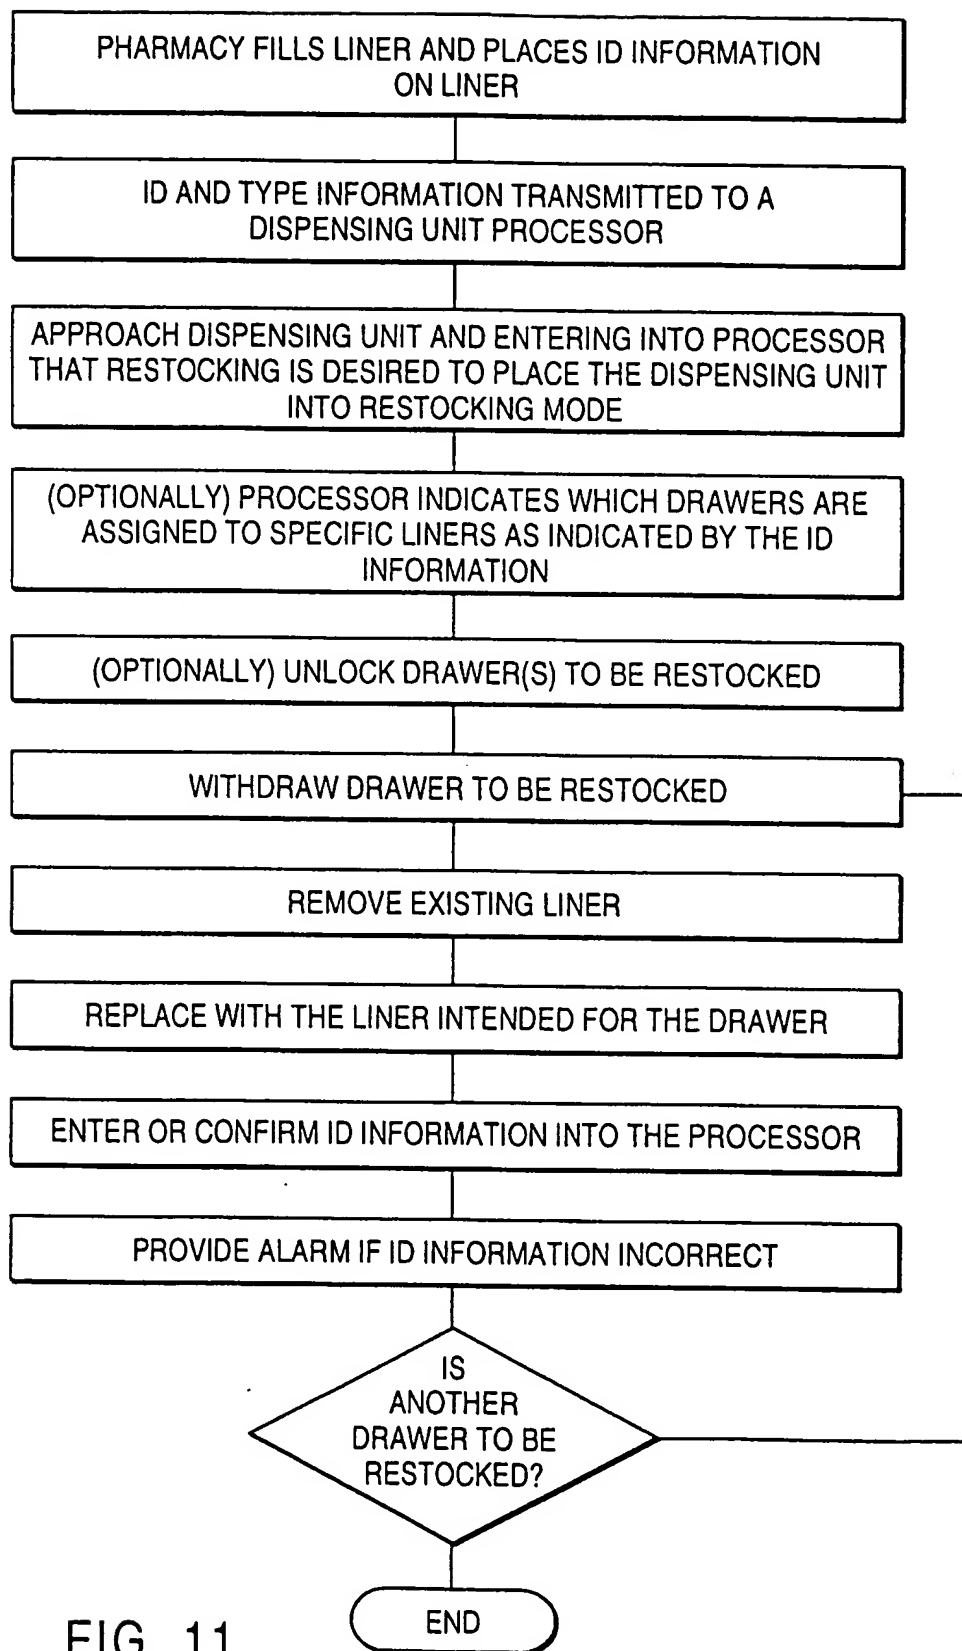 PHARMACY FILLS LINER AND PLACES ID INFORMATION
ON LINER
ID AND TYPE INFORMATION TRANSMITTED TO A
DISPENSING UNIT PROCESSOR
APPROACH DISPENSING UNIT AND ENTERING INTO PROCESSOR
THAT RESTOCKING IS DESIRED TO PLACE THE DISPENSING UNIT
INTO RESTOCKING MODE
(OPTIONALLY) PROCESSOR INDICATES WHICH DRAWERS ARE
ASSIGNED TO SPECIFIC LINERS AS INDICATED BY THE ID
INFORMATION
(OPTIONALLY) UNLOCK DRAWER(S) TO BE RESTOCKED
WITHDRAW DRAWER TO BE RESTOCKED
REMOVE EXISTING LINER
REPLACE WITH THE LINER INTENDED FOR THE DRAWER
ENTER OR CONFIRM ID INFORMATION INTO THE PROCESSOR
PROVIDE ALARM IF ID INFORMATION INCORRECT
IS
ANOTHER
DRAWER TO BE
RESTOCKED?
END
FIG. 11